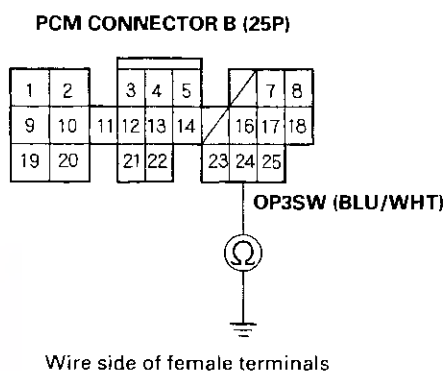 PCM CONNECTOR B (25P)
1 2 3 4 5 7 8
9 10 11 12 13 14 16 17 18
19 20 21 22 23 24 25
OP3SW (BLU/WHT)
Ω
Wire side of female terminals